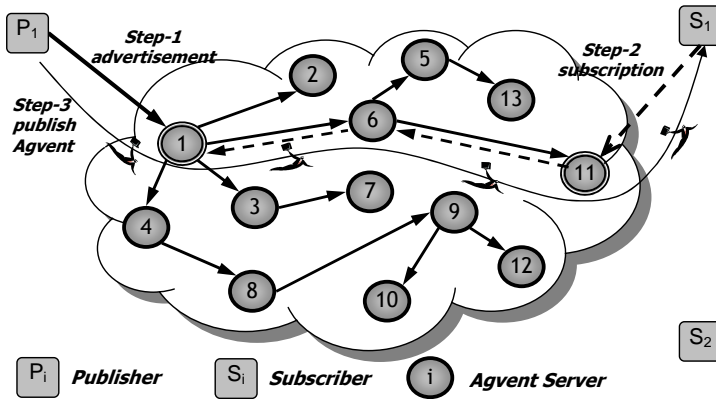 P1
S1
Step-1
advertisement
Step-2
subscription
Step-3
publish
Agvent
1
2
5
13
6
11
4
3
7
9
8
10
12
S2
Pi Publisher
Si Subscriber
i Agvent Server